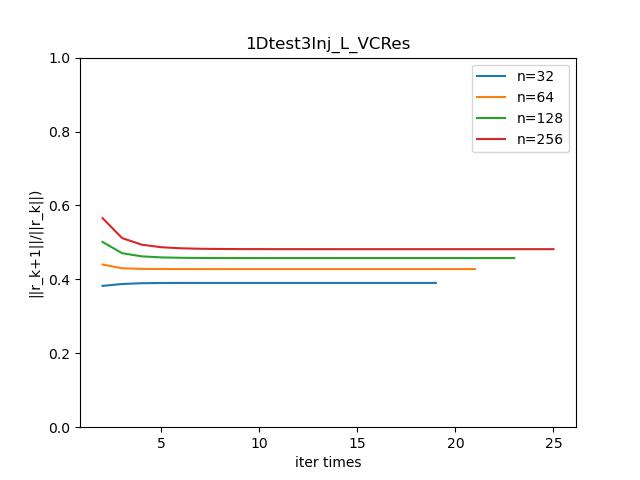 1Dtest3Inj_L_VCRes
1.0
0.8
0.6
0.4
0.2
0.0
||r_k+1||/||r_k||)
n=32
n=64
n=128
n=256
5
10
15
20
25
iter times